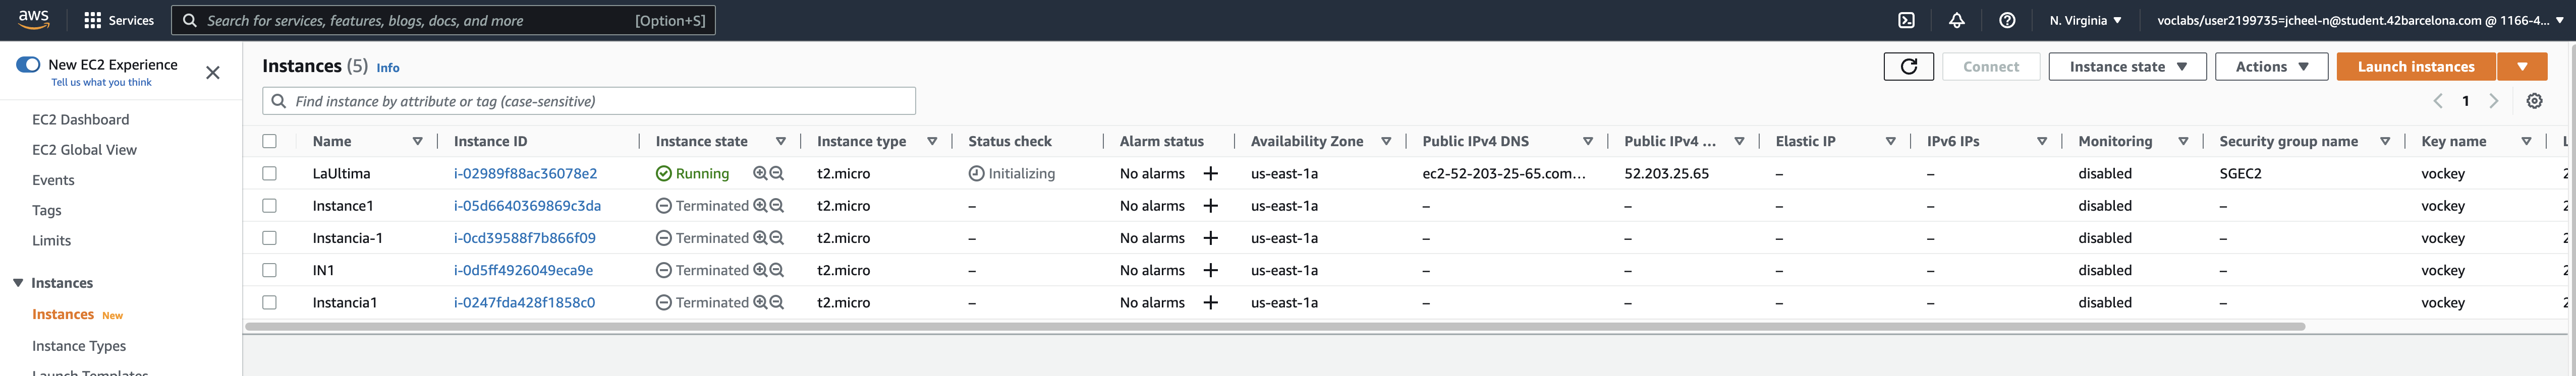 aws Services Search for services, features, blogs, docs, and more [Option+S] N. Virginia ▼ voclabs/user2199735=jcheel-n@student.42barcelona.com @ 1166-4... ▼
New EC2 Experience
Tell us what you think
EC2 Dashboard
EC2 Global View
Events
Tags
Limits
▼ Instances
Instances New
Instance Types
Launch Templates
Instances (5) Info
Connect Instance state ▼ Actions ▼ Launch instances ▼
Find instance by attribute or tag (case-sensitive)
1
Name Instance ID Instance state Instance type Status check Alarm status Availability Zone Public IPv4 DNS Public IPv4 ... Elastic IP IPv6 IPs Monitoring Security group name Key name
LaUltima i-02989f88ac36078e2 Running t2.micro Initializing No alarms + us-east-1a ec2-52-203-25-65.com... 52.203.25.65 – – disabled SGEC2 vockey 2
Instance1 i-05d6640369869c3da Terminated t2.micro – No alarms + us-east-1a – – – – disabled – vockey 2
Instancia-1 i-0cd39588f7b866f09 Terminated t2.micro – No alarms + us-east-1a – – – – disabled – vockey 2
IN1 i-0d5ff4926049eca9e Terminated t2.micro – No alarms + us-east-1a – – – – disabled – vockey 2
Instancia1 i-0247fda428f1858c0 Terminated t2.micro – No alarms + us-east-1a – – – – disabled – vockey 2